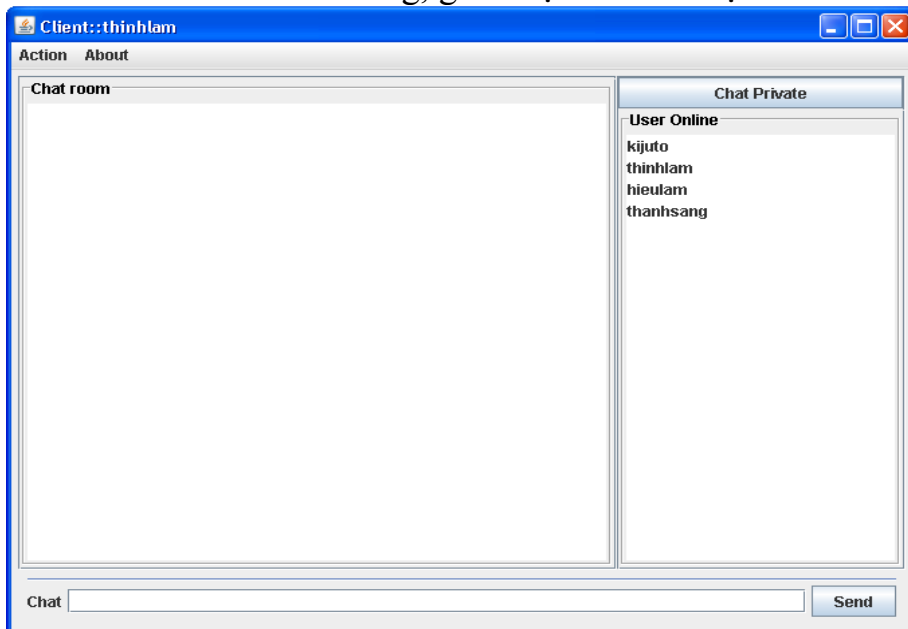 Client::thinhlam
Action About
Chat room
Chat Private
User Online
kijuto
thinhlam
hieulam
thanhsang
Chat
Send